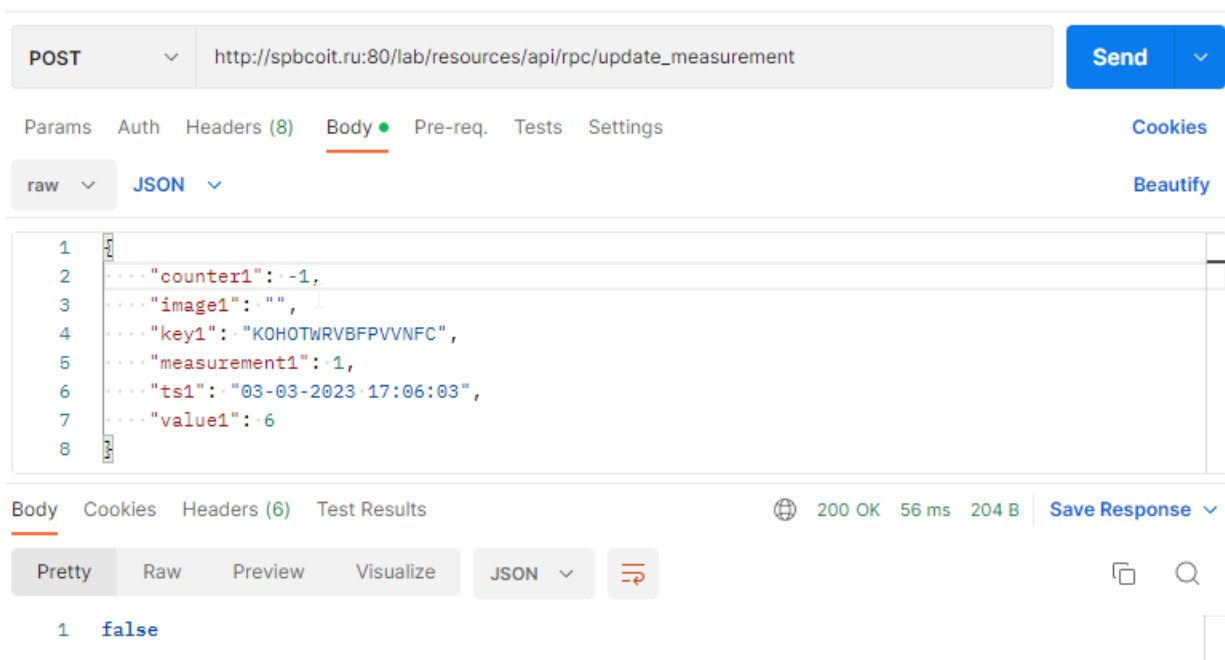 POST http://spbcoit.ru:80/lab/resources/api/rpc/update_measurement Send
Params Auth Headers (8) Body Pre-req. Tests Settings Cookies
raw JSON Beautify
1 {
2 "counter1": -1,
3 "image1": "",
4 "key1": "KOHOTWRVBFPVVNFC",
5 "measurement1": 1,
6 "ts1": "03-03-2023 17:06:03",
7 "value1": 6
8 }
Body Cookies Headers (6) Test Results 200 OK 56 ms 204 B Save Response
Pretty Raw Preview Visualize JSON
1 false